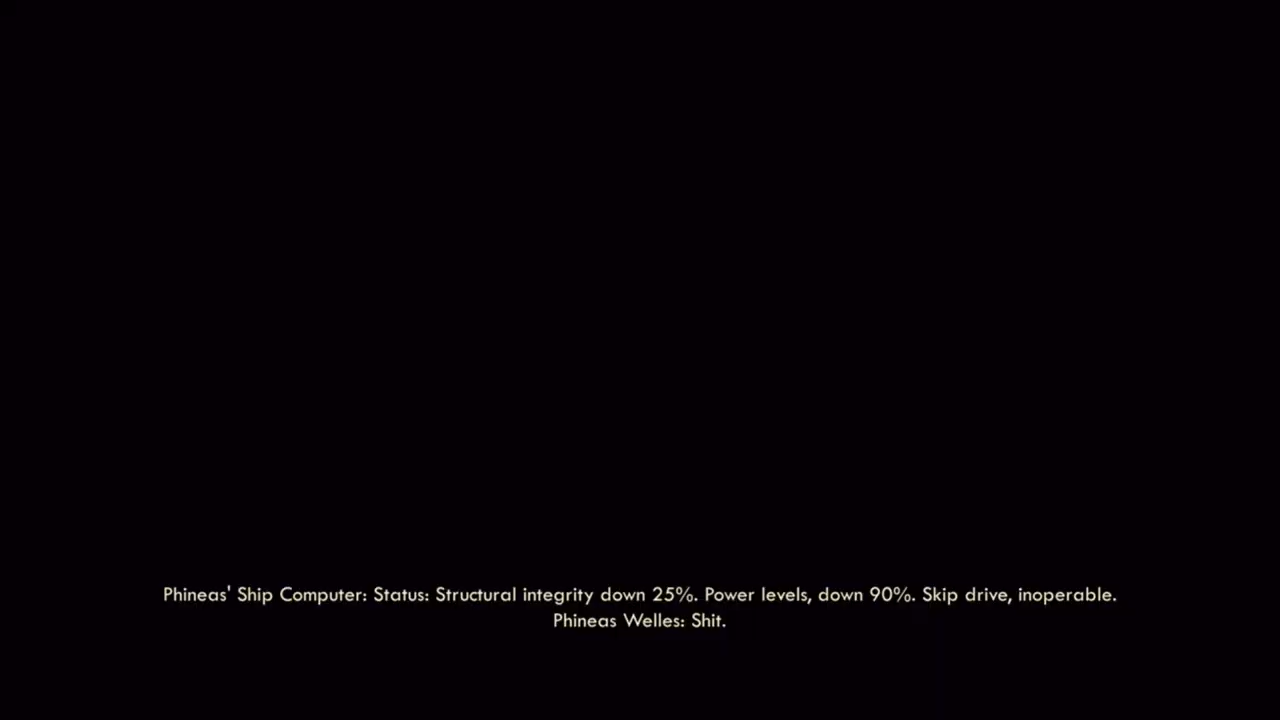 Phineas' Ship Computer: Status: Structural integrity down 25%. Power levels, down 90%. Skip drive, inoperable.
Phineas Welles: Shit.